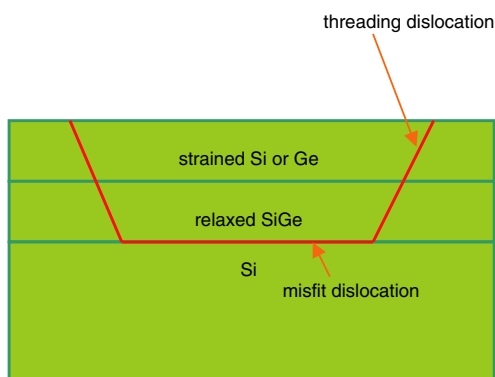 threading dislocation
strained Si or Ge
relaxed SiGe
Si
misfit dislocation